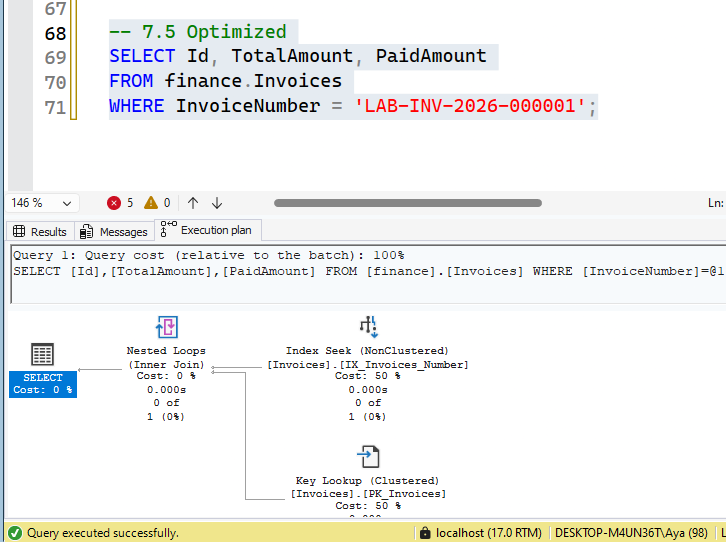 67
68 -- 7.5 Optimized
69 SELECT Id, TotalAmount, PaidAmount
70 FROM finance.Invoices
71 WHERE InvoiceNumber = 'LAB-INV-2026-000001';
146 % 5 0 Ln:
Results Messages Execution plan
Query 1: Query cost (relative to the batch): 100%
SELECT [Id],[TotalAmount],[PaidAmount] FROM [finance].[Invoices] WHERE [InvoiceNumber]=@1
SELECT
Cost: 0 %
Nested Loops
(Inner Join)
Cost: 0 %
0.000s
0 of
1 (0%)
Index Seek (NonClustered)
[Invoices].[IX_Invoices_Number]
Cost: 50 %
0.000s
0 of
1 (0%)
Key Lookup (Clustered)
[Invoices].[PK_Invoices]
Cost: 50 %
Query executed successfully. localhost (17.0 RTM) DESKTOP-M4UN36T\Aya (98)